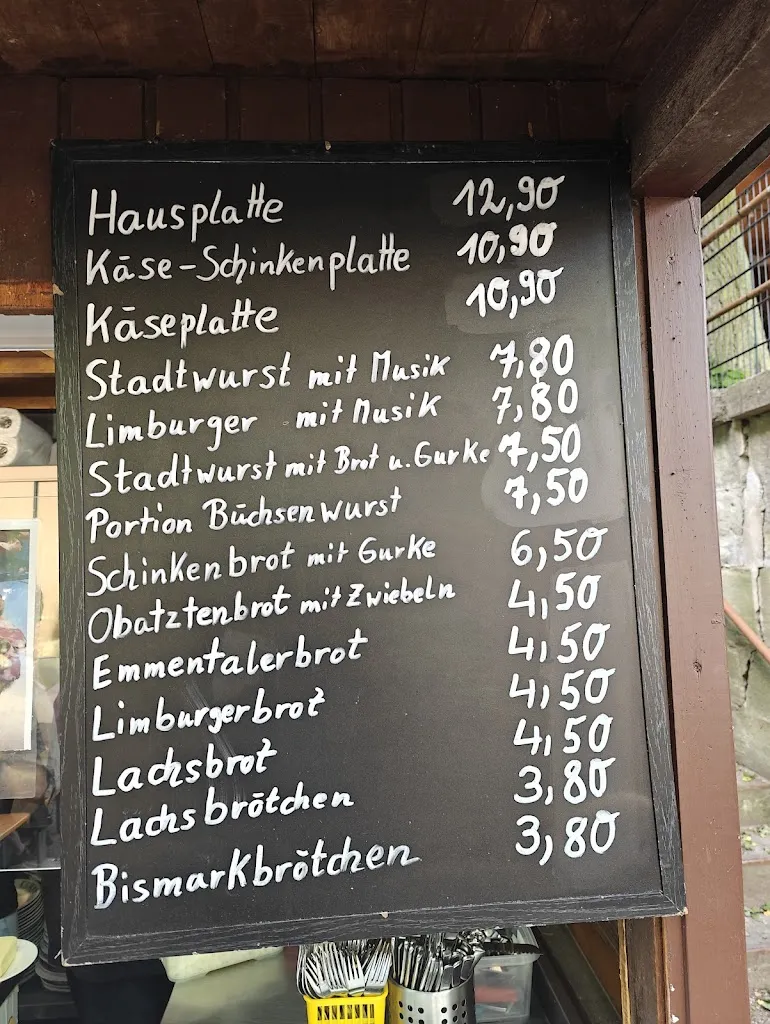 Hausplatte 12,90
Käse-Schinkenplatte 10,90
Käseplatte 10,90
Stadtwurst mit Musik 7,80
Limburger mit Musik 7,80
Stadtwurst mit Brot u. Gurke 7,50
Portion Büchsenwurst 7,50
Schinkenbrot mit Gurke 6,50
Obatztenbrot mit Zwiebeln 4,50
Emmentalerbrot 4,50
Limburgerbrot 4,50
Lachsbrot 4,50
Lachsbrötchen 3,80
Bismarkbrötchen 3,80